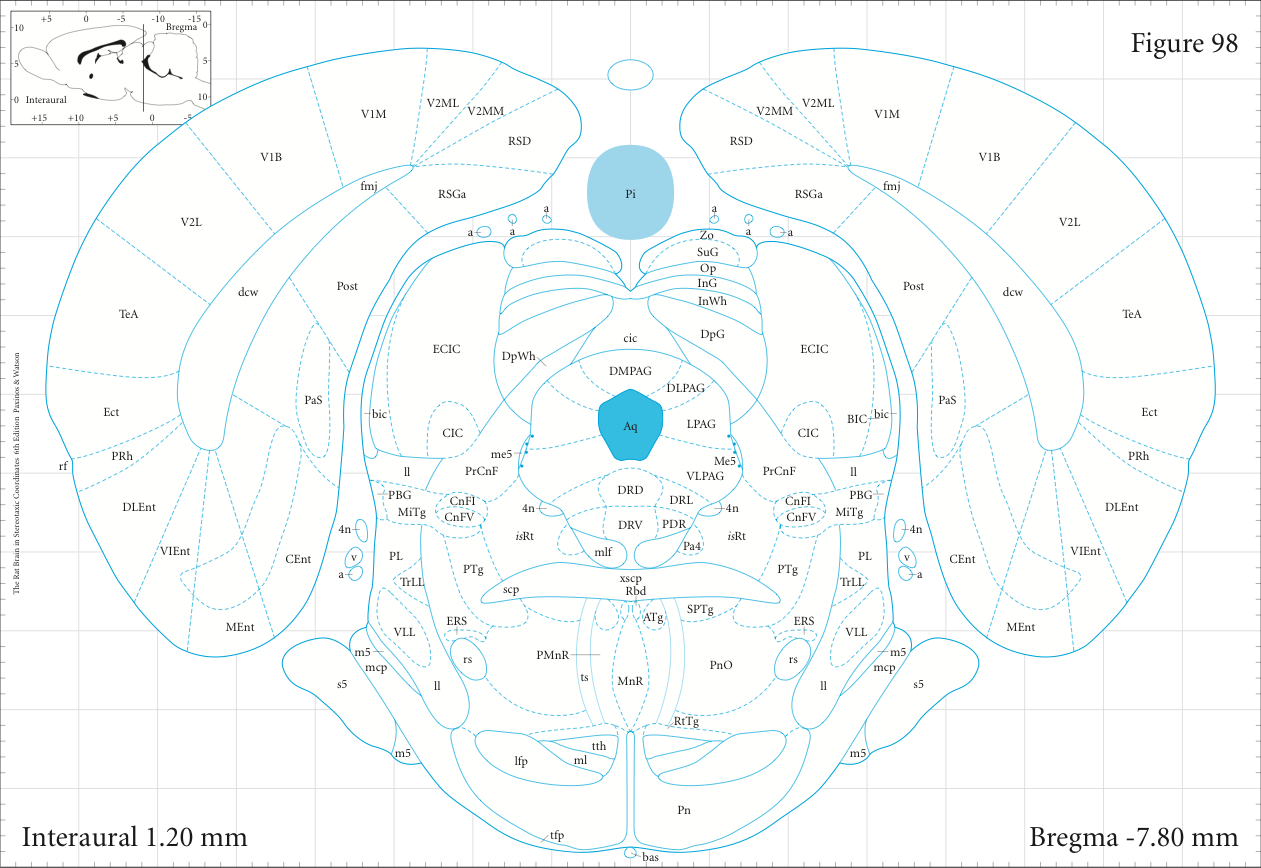 +5 0 -5 -10 -15
Bregma
10 0
5 5
0 10
Interaural
+15 +10 +5 0 -5
Figure 98
V1M V2ML V2MM RSD
V2MM V2ML V1M RSD
V1B V1B
fmj RSGa Pi RSGa fmj
V2L a a a a a a V2L
Zo
SuG
Op
InG
InWh
dcw Post Post dcw
TeA TeA
cic DpG
ECIC DpWh ECIC
DMPAG
DLPAG
PaS PaS
Ect bic BIC bic Ect
Aq LPAG
CIC CIC
me5 Me5
rf PRh ll PrCnF VLPAG PrCnF ll PRh
DRD
PBG CnFI DRL CnFI PBG
DLEnt MiTg CnFV 4n 4n CnFV MiTg DLEnt
4n DRV PDR 4n
isRt isRt
VIEnt CEnt v mlf Pa4 v CEnt VIEnt
PL PL
a PTg PTg a
TrLL scp xscp TrLL
Rbd
SPTg
ATg
MEnt ERS ERS MEnt
VLL VLL
m5 PMnR m5
mcp rs PnO rs mcp
s5 ll ts MnR ll s5
RtTg
m5 tth m5
lfp ml
Pn
tfp
bas
The Rat Brain in Stereotaxic Coordinates 6th Edition Paxinos & Watson
Interaural 1.20 mm
Bregma -7.80 mm